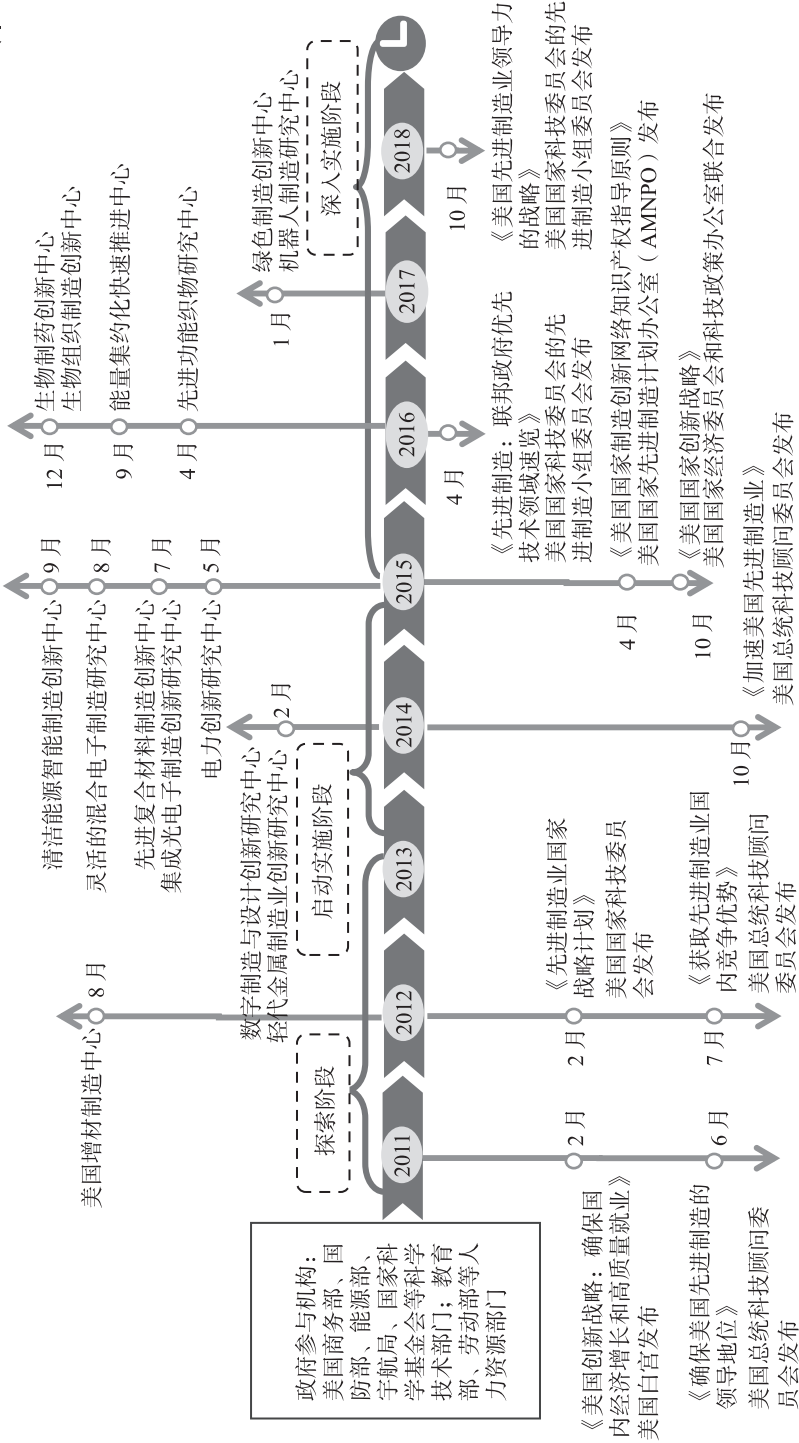 政府参与机构：
美国商务部、国
防部、能源部、
宇航局、国家科
学基金会等科学
技术部门；教育
部、劳动部等人
力资源部门
探索阶段
启动实施阶段
深入实施阶段
2011
2012
2013
2014
2015
2016
2017
2018
美国增材制造中心
8 月
数字制造与设计创新研究中心
轻代金属制造业创新研究中心
2 月
清洁能源智能制造创新中心
9 月
灵活的混合电子制造研究中心
8 月
先进复合材料制造创新中心
集成光电子制造创新研究中心
7 月
电力创新研究中心
5 月
12 月
生物制药创新中心
生物组织制造创新中心
9 月
能量集约化快速推进中心
4 月
先进功能织物研究中心
1 月
绿色制造创新中心
机器人制造研究中心
2 月
《美国创新战略：确保国
内经济增长和高质量就业》
美国白宫发布
6 月
《确保美国先进制造的
领导地位》
美国总统科技顾问委
员会发布
2 月
《先进制造业国家
战略计划》
美国国家科技委员
会发布
7 月
《获取先进制造业国
内竞争优势》
美国总统科技顾问
委员会发布
10 月
《加速美国先进制造业》
美国总统科技顾问委员会发布
4 月
《美国国家制造创新网络知识产权指导原则》
美国国家先进制造计划办公室（AMNPO）发布
10 月
《美国国家创新战略》
美国国家经济委员会和科技政策办公室联合发布
4 月
《先进制造：联邦政府优先
技术领域速览》
美国国家科技委员会的先
进制造小组委员会发布
10 月
《美国先进制造业领导力
的战略》
美国国家科技委员会的先
进制造小组委员会发布